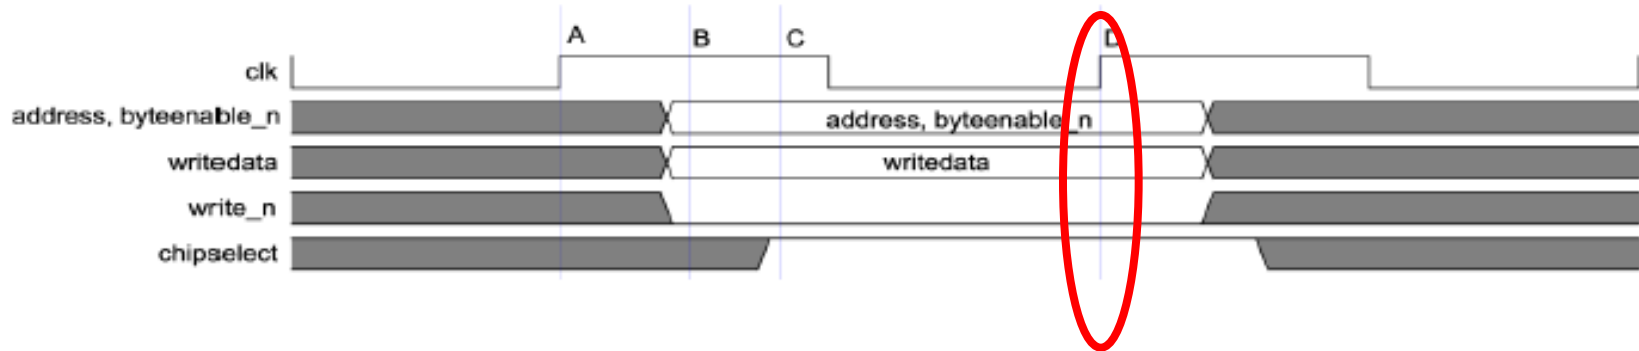 A B C D
clk
address, byteenable_n address, byteenable_n
writedata writedata
write_n
chipselect